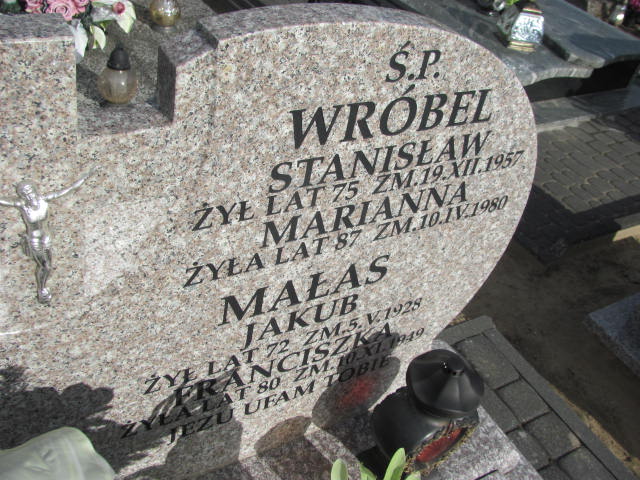 Ś.P.
WRÓBEL
STANISŁAW
ŻYŁ LAT 75 ZM.19.XII.1957
MARIANNA
ŻYŁA LAT 87 ZM.10.IV.1980
MAŁAS
JAKUB
ŻYŁ LAT 72 ZM.5.V.1928
FRANCISZKA
ŻYŁA LAT 80 ZM.10.XI.1949
JEZU UFAM TOBIE